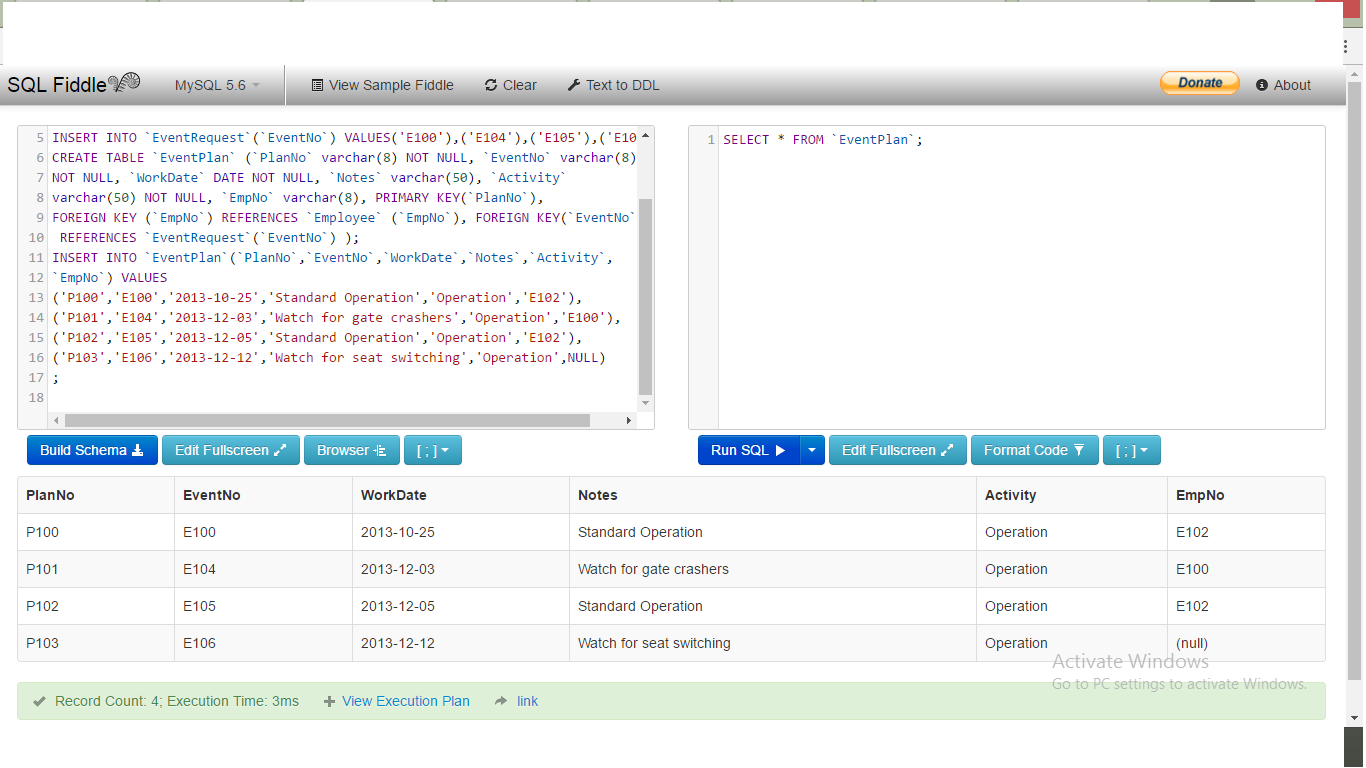 SQL Fiddle
MySQL 5.6
View Sample Fiddle
Clear
Text to DDL
Donate
About
5 INSERT INTO `EventRequest`(`EventNo`) VALUES('E100'),('E104'),('E105'),('E10
6 CREATE TABLE `EventPlan` (`PlanNo` varchar(8) NOT NULL, `EventNo` varchar(8)
7 NOT NULL, `WorkDate` DATE NOT NULL, `Notes` varchar(50), `Activity`
8 varchar(50) NOT NULL, `EmpNo` varchar(8), PRIMARY KEY(`PlanNo`),
9 FOREIGN KEY (`EmpNo`) REFERENCES `Employee` (`EmpNo`), FOREIGN KEY(`EventNo`
10 REFERENCES `EventRequest`(`EventNo`) );
11 INSERT INTO `EventPlan`(`PlanNo`,`EventNo`,`WorkDate`,`Notes`,`Activity`,
12 `EmpNo`) VALUES
13 ('P100','E100','2013-10-25','Standard Operation','Operation','E102'),
14 ('P101','E104','2013-12-03','Watch for gate crashers','Operation','E100'),
15 ('P102','E105','2013-12-05','Standard Operation','Operation','E102'),
16 ('P103','E106','2013-12-12','Watch for seat switching','Operation',NULL)
17 ;
18
1 SELECT * FROM `EventPlan`;
Build Schema
Edit Fullscreen
Browser
[ ; ]
Run SQL
Edit Fullscreen
Format Code
[ ; ]
PlanNo EventNo WorkDate Notes Activity EmpNo
P100 E100 2013-10-25 Standard Operation Operation E102
P101 E104 2013-12-03 Watch for gate crashers Operation E100
P102 E105 2013-12-05 Standard Operation Operation E102
P103 E106 2013-12-12 Watch for seat switching Operation (null)
Activate Windows
Go to PC settings to activate Windows.
Record Count: 4; Execution Time: 3ms
View Execution Plan
link